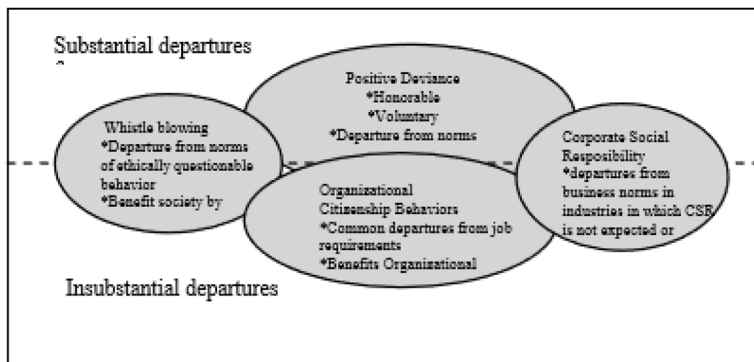 Substantial departures
Positive Deviance
*Honorable
*Voluntary
*Departure from norms
Whistle blowing
*Departure from norms
of ethically questionable
behavior
*Benefit society by
Corporate Social
Resposibility
*departures from
business norms in
industries in which CSR
is not expected or
Organizational
Citizenship Behaviors
*Common departures from job
requirements
*Benefits Organizational
Insubstantial departures